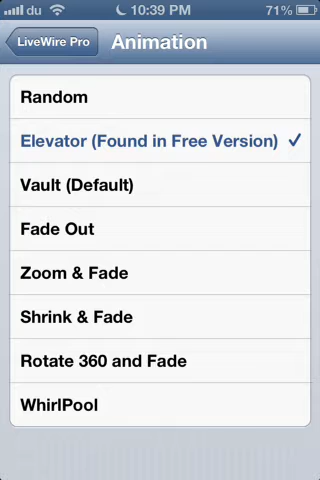 du 10:39 PM 71%
LiveWire Pro Animation
Random
Elevator (Found in Free Version)
Vault (Default)
Fade Out
Zoom & Fade
Shrink & Fade
Rotate 360 and Fade
WhirlPool